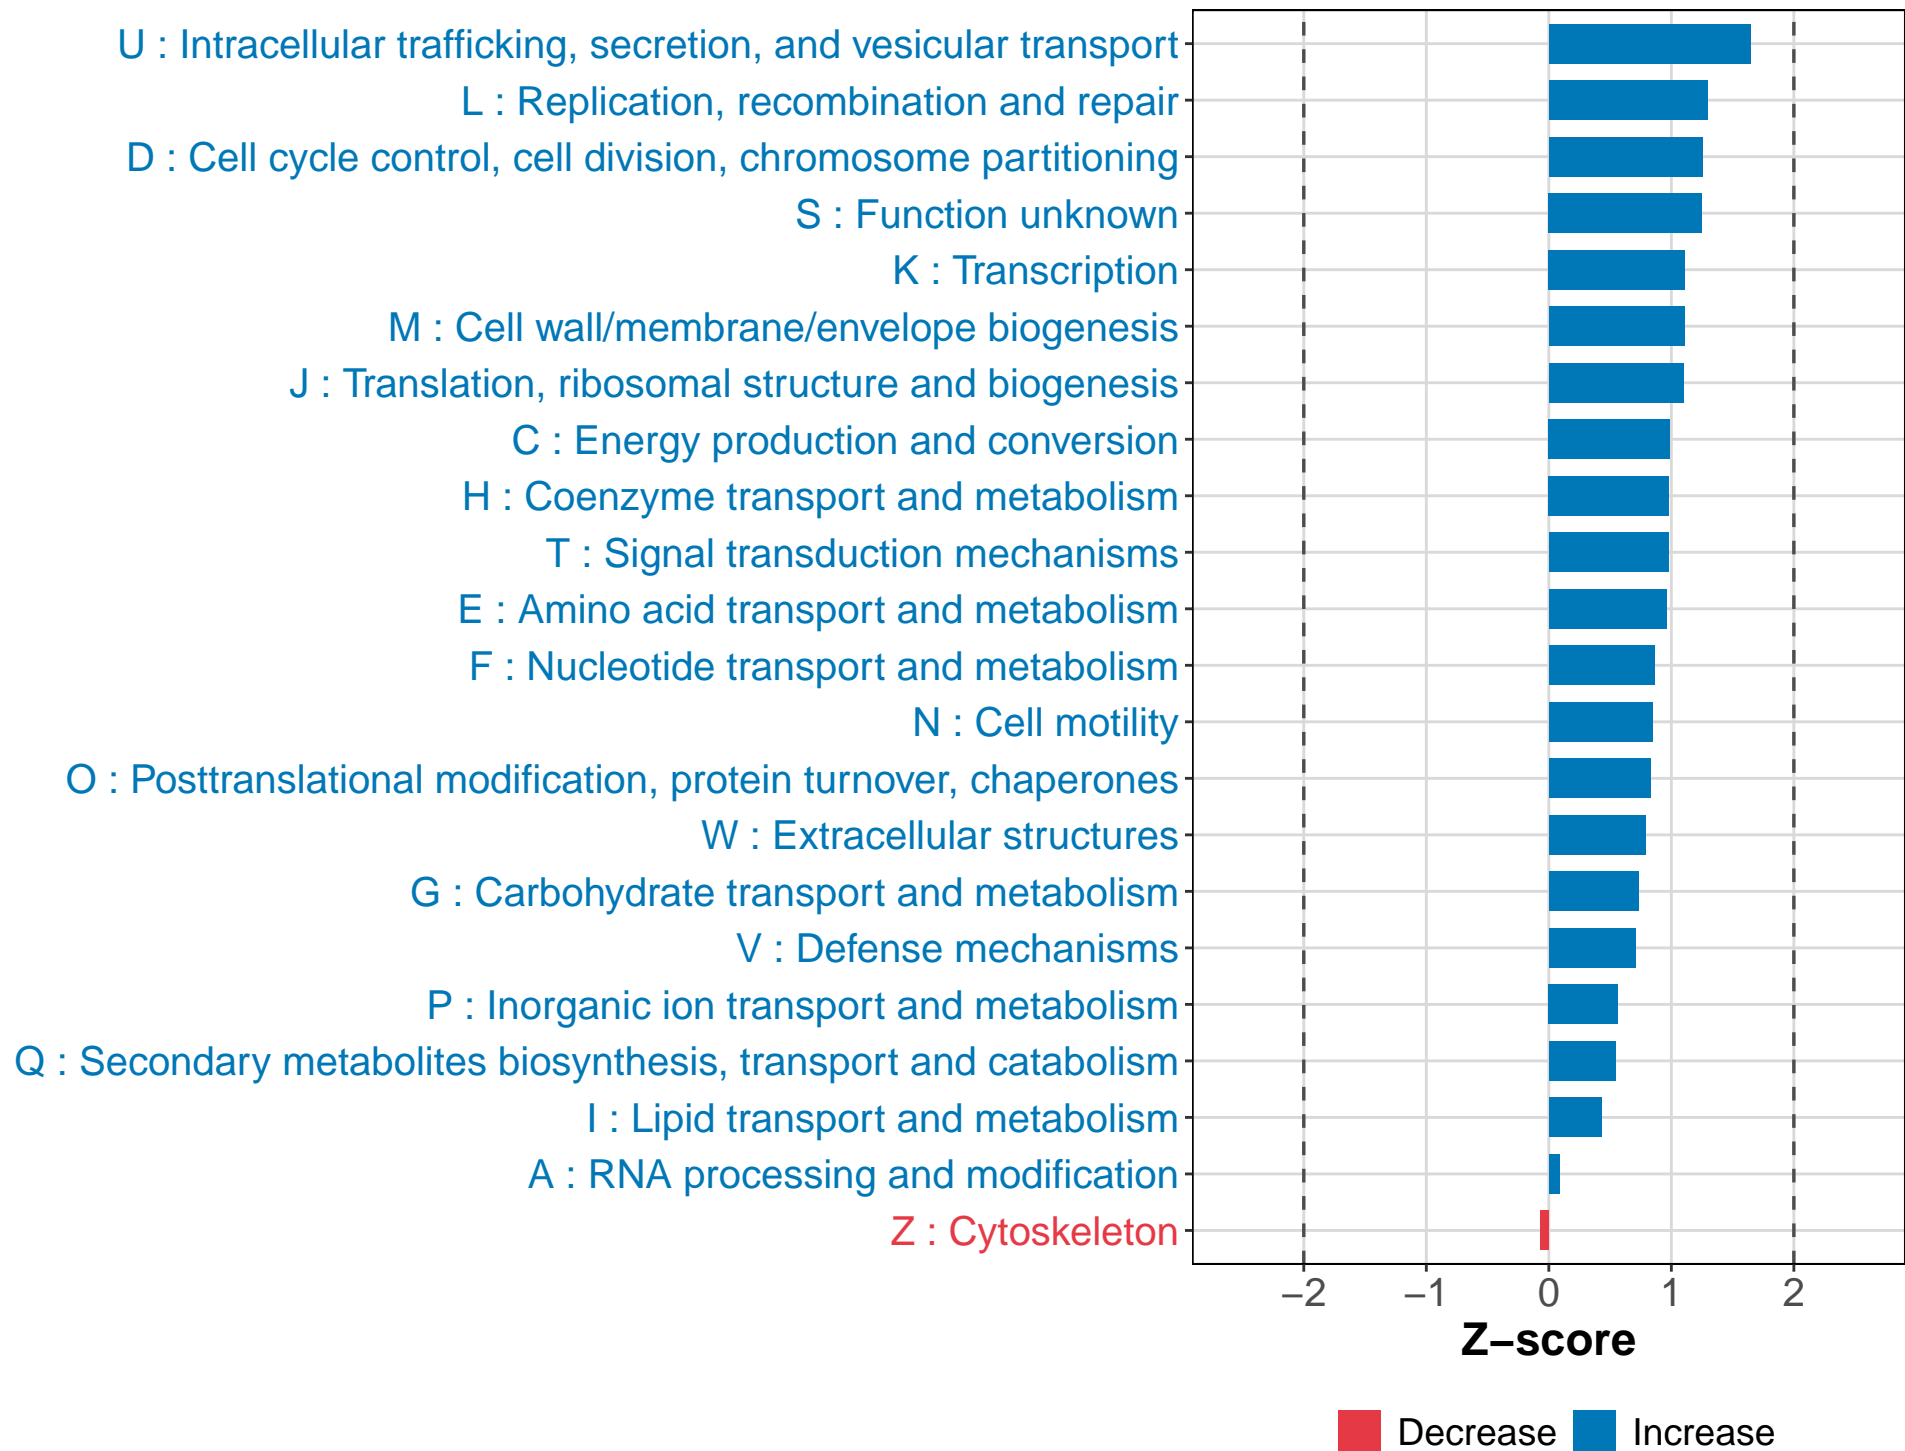 U : Intracellular trafficking, secretion, and vesicular transport
L : Replication, recombination and repair
D : Cell cycle control, cell division, chromosome partitioning
S : Function unknown
K : Transcription
M : Cell wall/membrane/envelope biogenesis
J : Translation, ribosomal structure and biogenesis
C : Energy production and conversion
H : Coenzyme transport and metabolism
T : Signal transduction mechanisms
E : Amino acid transport and metabolism
F : Nucleotide transport and metabolism
N : Cell motility
O : Posttranslational modification, protein turnover, chaperones
W : Extracellular structures
G : Carbohydrate transport and metabolism
V : Defense mechanisms
P : Inorganic ion transport and metabolism
Q : Secondary metabolites biosynthesis, transport and catabolism
I : Lipid transport and metabolism
A : RNA processing and modification
Z : Cytoskeleton
−2 −1 0 1 2
Z−score
Decrease Increase